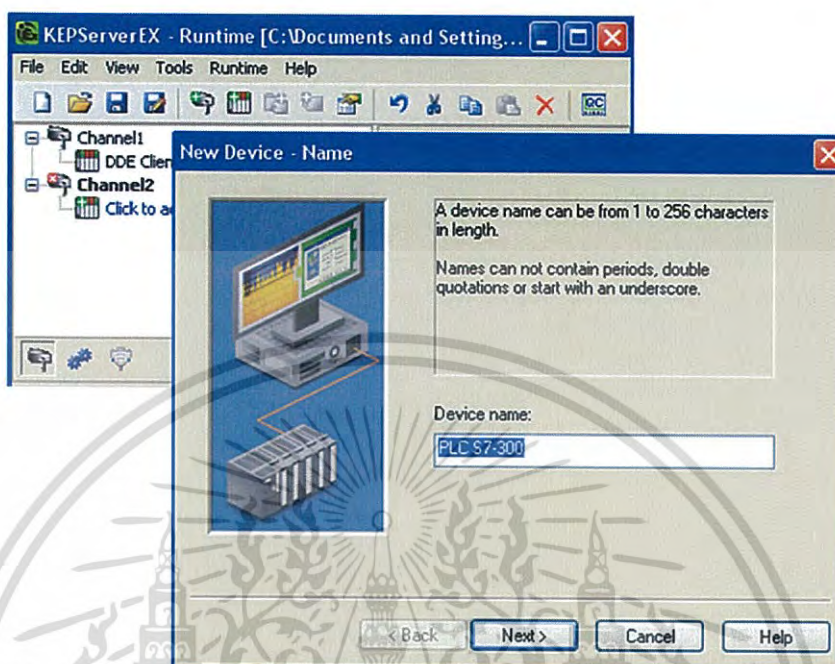 KEPServerEX - Runtime [C:\Documents and Setting...
File Edit View Tools Runtime Help
Channel1
DDE Clien
Channel2
Click to a
New Device - Name
A device name can be from 1 to 256 characters
in length.
Names can not contain periods, double
quotations or start with an underscore.
Device name:
PLC S7-300
< Back
Next >
Cancel
Help